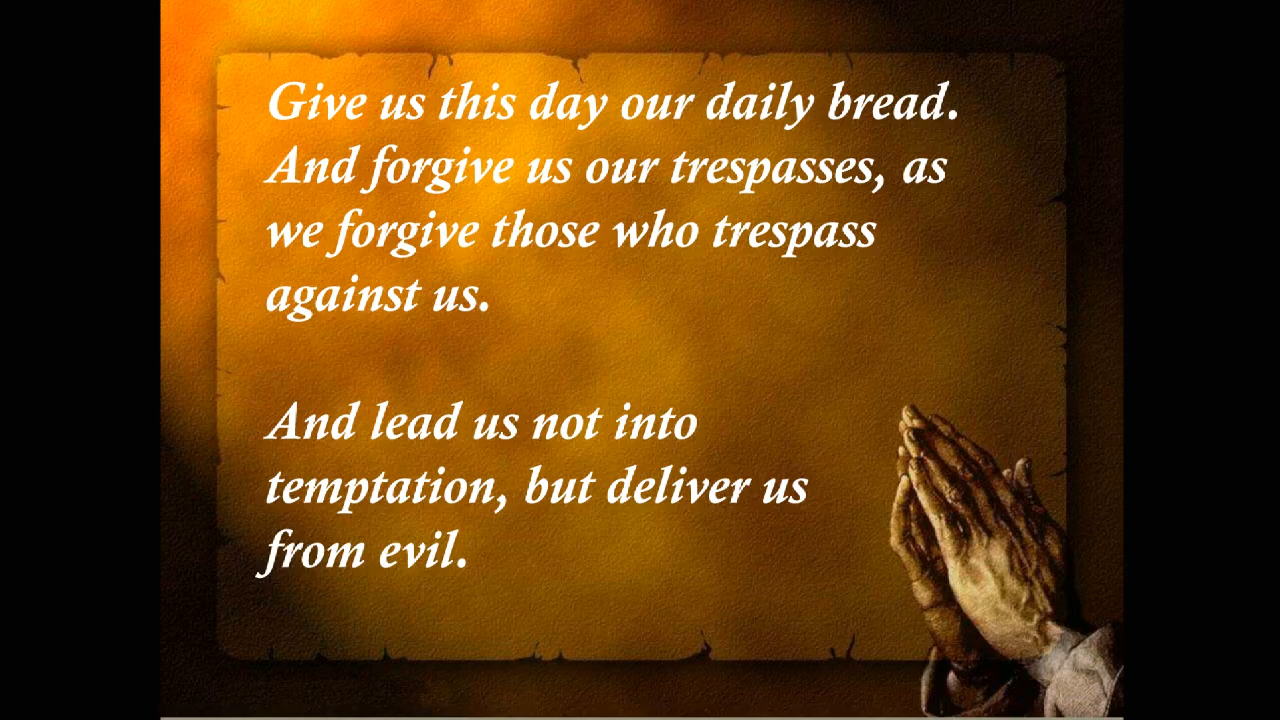 Give us this day our daily bread.
And forgive us our trespasses, as
we forgive those who trespass
against us.
And lead us not into
temptation, but deliver us
from evil.